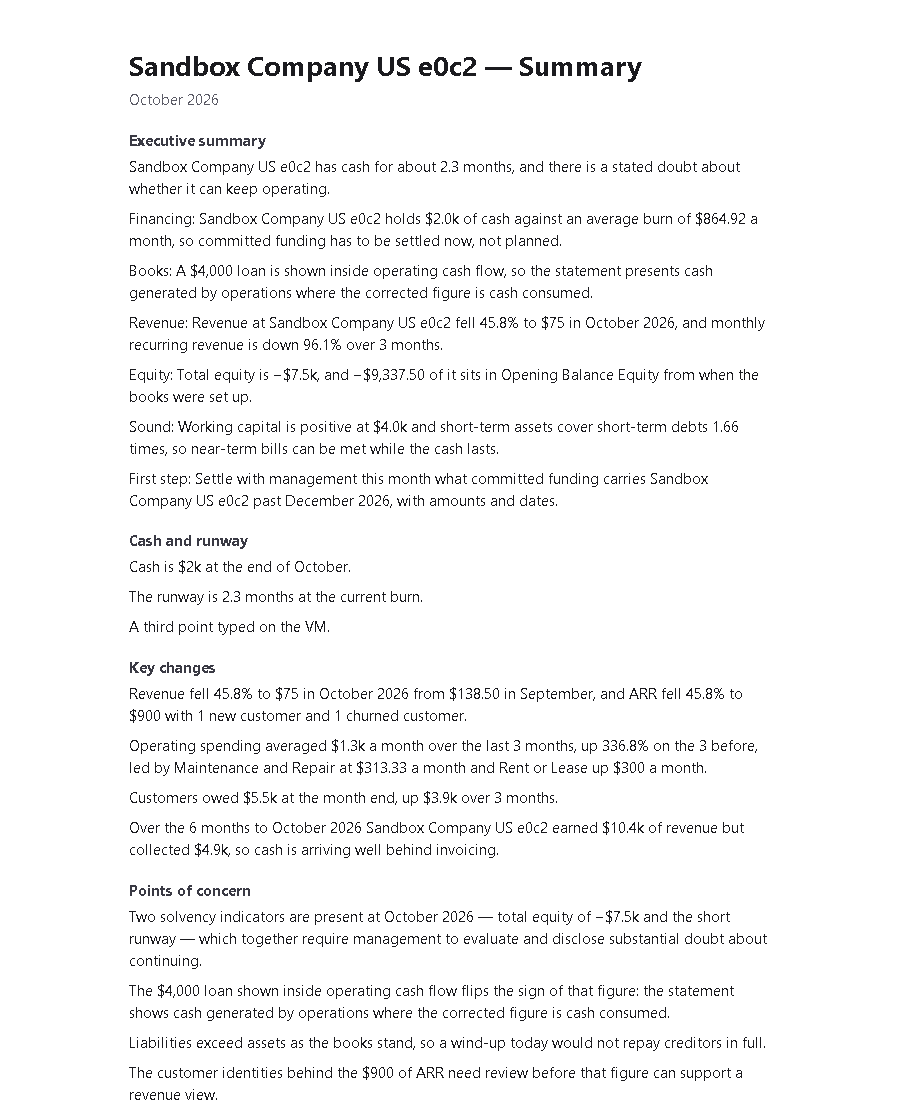 Sandbox Company US e0c2 — Summary
October 2026
Executive summary
Sandbox Company US e0c2 has cash for about 2.3 months, and there is a stated doubt about
whether it can keep operating.
Financing: Sandbox Company US e0c2 holds $2.0k of cash against an average burn of $864.92 a
month, so committed funding has to be settled now, not planned.
Books: A $4,000 loan is shown inside operating cash flow, so the statement presents cash
generated by operations where the corrected figure is cash consumed.
Revenue: Revenue at Sandbox Company US e0c2 fell 45.8% to $75 in October 2026, and monthly
recurring revenue is down 96.1% over 3 months.
Equity: Total equity is −$7.5k, and −$9,337.50 of it sits in Opening Balance Equity from when the
books were set up.
Sound: Working capital is positive at $4.0k and short-term assets cover short-term debts 1.66
times, so near-term bills can be met while the cash lasts.
First step: Settle with management this month what committed funding carries Sandbox
Company US e0c2 past December 2026, with amounts and dates.
Cash and runway
Cash is $2k at the end of October.
The runway is 2.3 months at the current burn.
A third point typed on the VM.
Key changes
Revenue fell 45.8% to $75 in October 2026 from $138.50 in September, and ARR fell 45.8% to
$900 with 1 new customer and 1 churned customer.
Operating spending averaged $1.3k a month over the last 3 months, up 336.8% on the 3 before,
led by Maintenance and Repair at $313.33 a month and Rent or Lease up $300 a month.
Customers owed $5.5k at the month end, up $3.9k over 3 months.
Over the 6 months to October 2026 Sandbox Company US e0c2 earned $10.4k of revenue but
collected $4.9k, so cash is arriving well behind invoicing.
Points of concern
Two solvency indicators are present at October 2026 — total equity of −$7.5k and the short
runway — which together require management to evaluate and disclose substantial doubt about
continuing.
The $4,000 loan shown inside operating cash flow flips the sign of that figure: the statement
shows cash generated by operations where the corrected figure is cash consumed.
Liabilities exceed assets as the books stand, so a wind-up today would not repay creditors in full.
The customer identities behind the $900 of ARR need review before that figure can support a
revenue view.